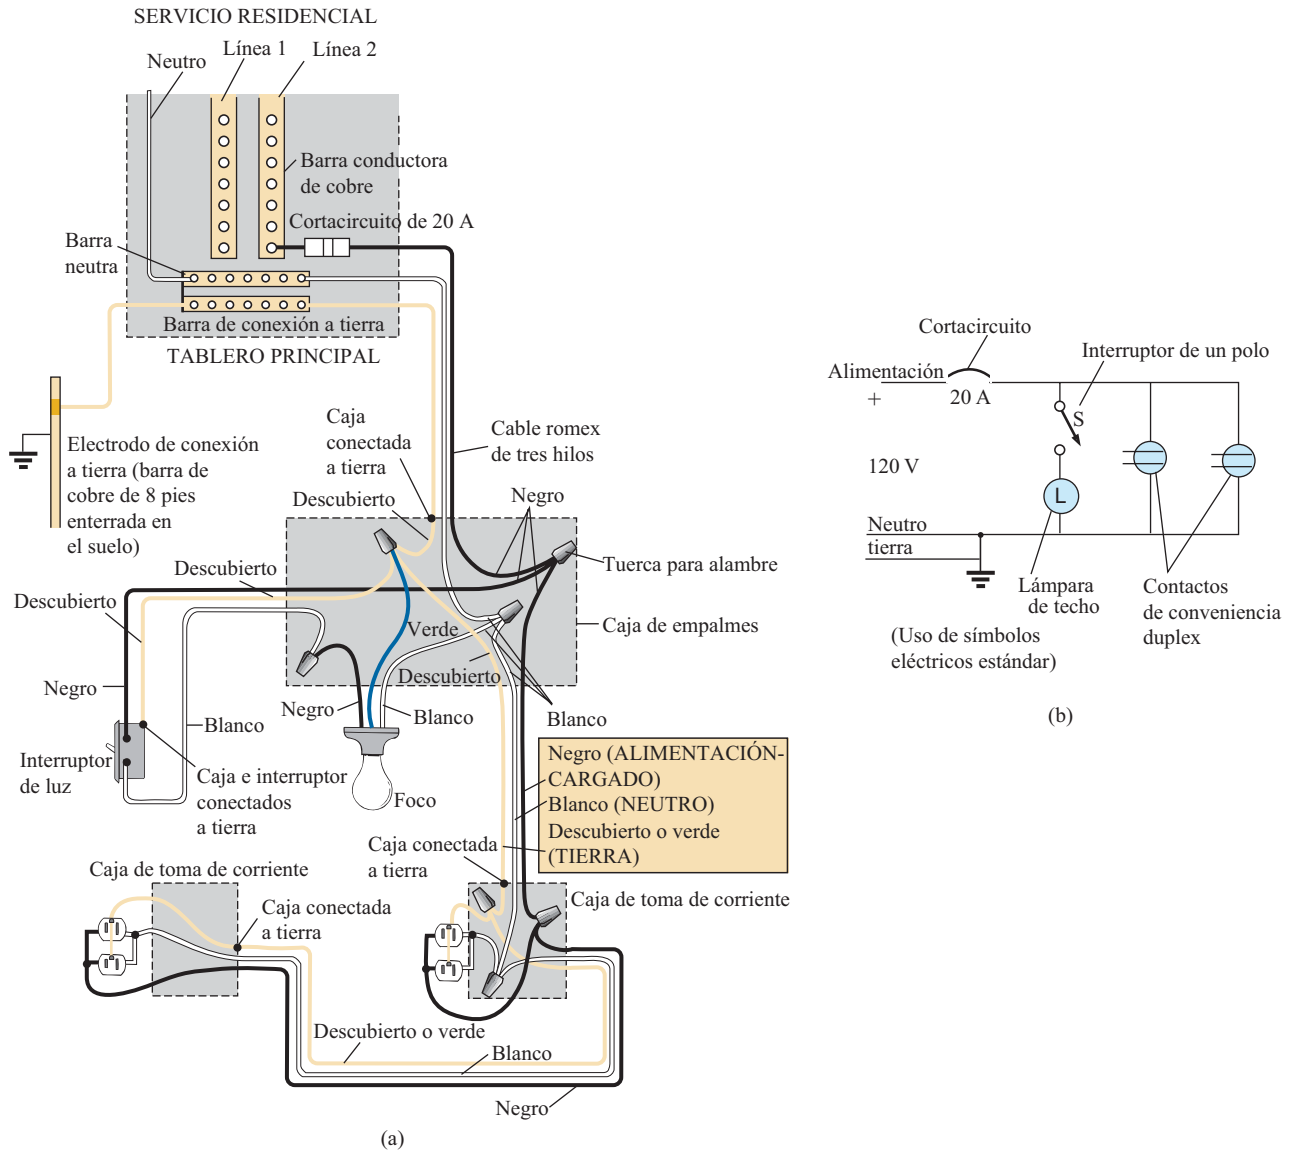 SERVICIO RESIDENCIAL
Línea 1
Línea 2
Neutro
Barra conductora
de cobre
Cortacircuito de 20 A
Barra
neutra
Barra de conexión a tierra
TABLERO PRINCIPAL
Electrodo de conexión
a tierra (barra de
cobre de 8 pies
enterrada en
el suelo)
Caja
conectada
a tierra
Cable romex
de tres hilos
Descubierto
Negro
Tuerca para alambre
Descubierto
Descubierto
Verde
Caja de empalmes
Descubierto
Negro
Negro
Blanco
Blanco
Blanco
Interruptor
de luz
Caja e interruptor
conectados
a tierra
Foco
Negro (ALIMENTACIÓN-
CARGADO)
Blanco (NEUTRO)
Descubierto o verde
(TIERRA)
Caja conectada
a tierra
Caja de toma de corriente
Caja conectada
a tierra
Caja de toma de corriente
Descubierto o verde
Blanco
Negro
(a)
Cortacircuito
Interruptor de un polo
Alimentación
+
20 A
S
120 V
L
Neutro
tierra
Lámpara
de techo
Contactos
de conveniencia
duplex
(Uso de símbolos
eléctricos estándar)
(b)